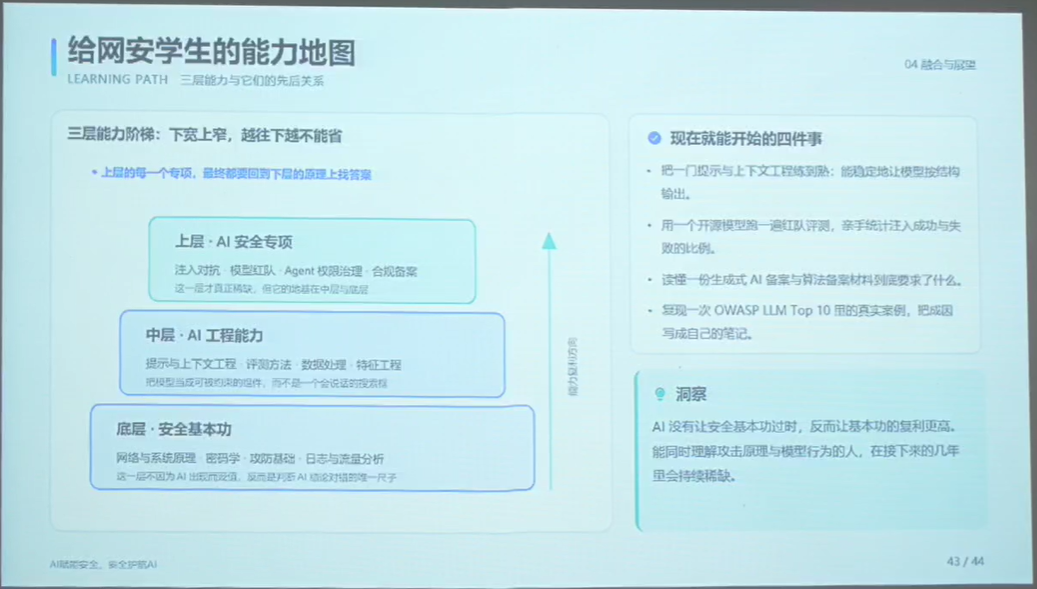 给网安学生的能力地图
LEARNING PATH 三层能力与它们的先后关系
04 融合与展望
三层能力阶梯：下宽上窄，越往下越不能省
• 上层的每一个专项，最终都要回到下层的原理上找答案
上层 · AI 安全专项
注入对抗 · 模型红队 · Agent 权限治理 · 合规备案
这一层才真正稀缺，但它的地基在中层与底层
中层 · AI 工程能力
提示与上下文工程 · 评测方法 · 数据处理 · 特征工程
把模型当成可被约束的组件，而不是一个会说话的搜索框
底层 · 安全基本功
网络与系统原理 · 密码学 · 攻防基础 · 日志与流量分析
这一层不因为 AI 出现而贬值，反而是判断 AI 结论对错的唯一尺子
能力复利方向
现在就能开始的四件事
• 把一门提示与上下文工程练到熟：能稳定地让模型按结构
输出。
• 用一个开源模型跑一遍红队评测，亲手统计注入成功与失
败的比例。
• 读懂一份生成式 AI 备案与算法备案材料到底要求了什么。
• 复现一次 OWASP LLM Top 10 里的真实案例，把成因
写成自己的笔记。
洞察
AI 没有让安全基本功过时，反而让基本功的复利更高。
能同时理解攻击原理与模型行为的人，在接下来的几年
里会持续稀缺。
AI赋能安全，安全护航AI
43 / 44